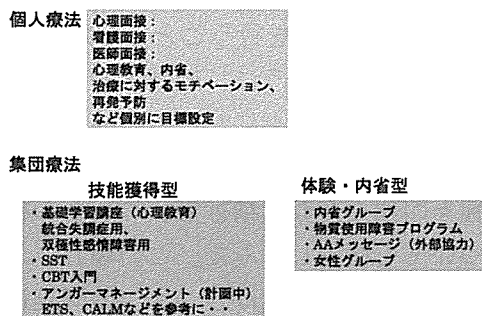 個人療法
心理面接：
看護面接：
医師面接：
心理教育、内省、
治療に対するモチベーション、
再発予防
など個別に目標設定
集団療法
技能獲得型
・基礎学習講座（心理教育）
統合失調症用、
双極性感情障害用
・SST
・CBT入門
・アンガーマネージメント（計画中）
ETS、CALMなどを参考に・・
体験・内省型
・内省グループ
・物質使用障害プログラム
・AAメッセージ（外部協力）
・女性グループ